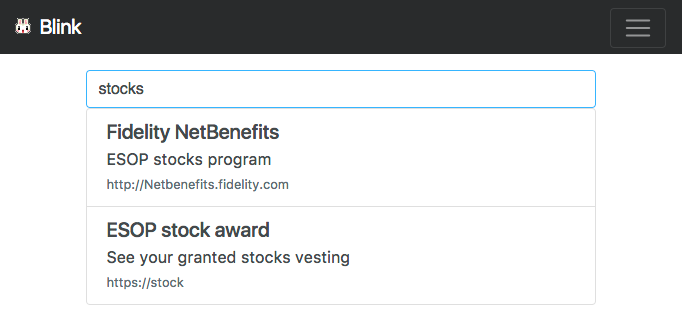 Blink
stocks
Fidelity NetBenefits
ESOP stocks program
http://Netbenefits.fidelity.com
ESOP stock award
See your granted stocks vesting
https://stock